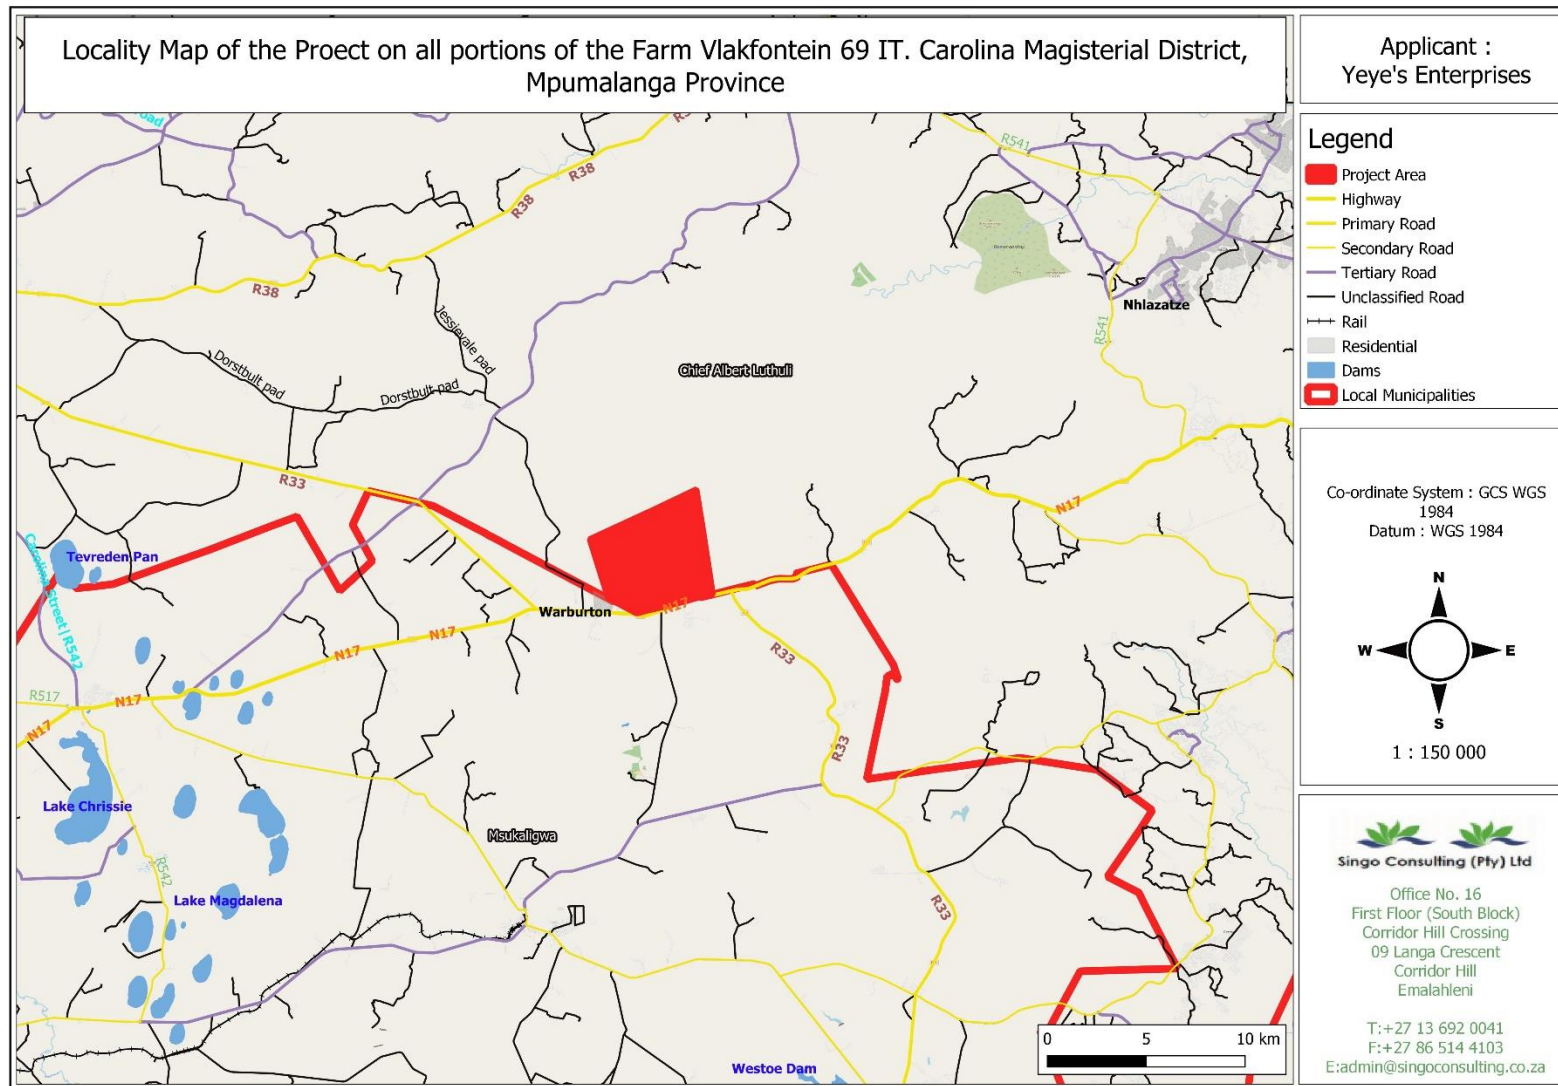 Locality Map of the Proect on all portions of the Farm Vlakfontein 69 IT. Carolina Magisterial District,
Mpumalanga Province
Applicant :
Yeye's Enterprises
Legend
Project Area
Highway
Primary Road
Secondary Road
Tertiary Road
Unclassified Road
Rail
Residential
Dams
Local Municipalities
Co-ordinate System : GCS WGS
1984
Datum : WGS 1984
N
W
E
S
1 : 150 000
Singo Consulting (Pty) Ltd
Office No. 16
First Floor (South Block)
Corridor Hill Crossing
09 Langa Crescent
Corridor Hill
Emalahleni
T:+27 13 692 0041
F:+27 86 514 4103
E:admin@singoconsulting.co.za
R38
R38
R38
R541
R541
Nhlazatze
Jessievale pad
Dorstbult pad
Dorstbult pad
Chief Albert Luthuli
R33
N17
Tevreden Pan
Carolina Street|R542
Warburton
N17
N17
N17
N17
N17
R517
R33
R33
R33
Lake Chrissie
Msukaligwa
R542
Lake Magdalena
Westoe Dam
0
5
10 km